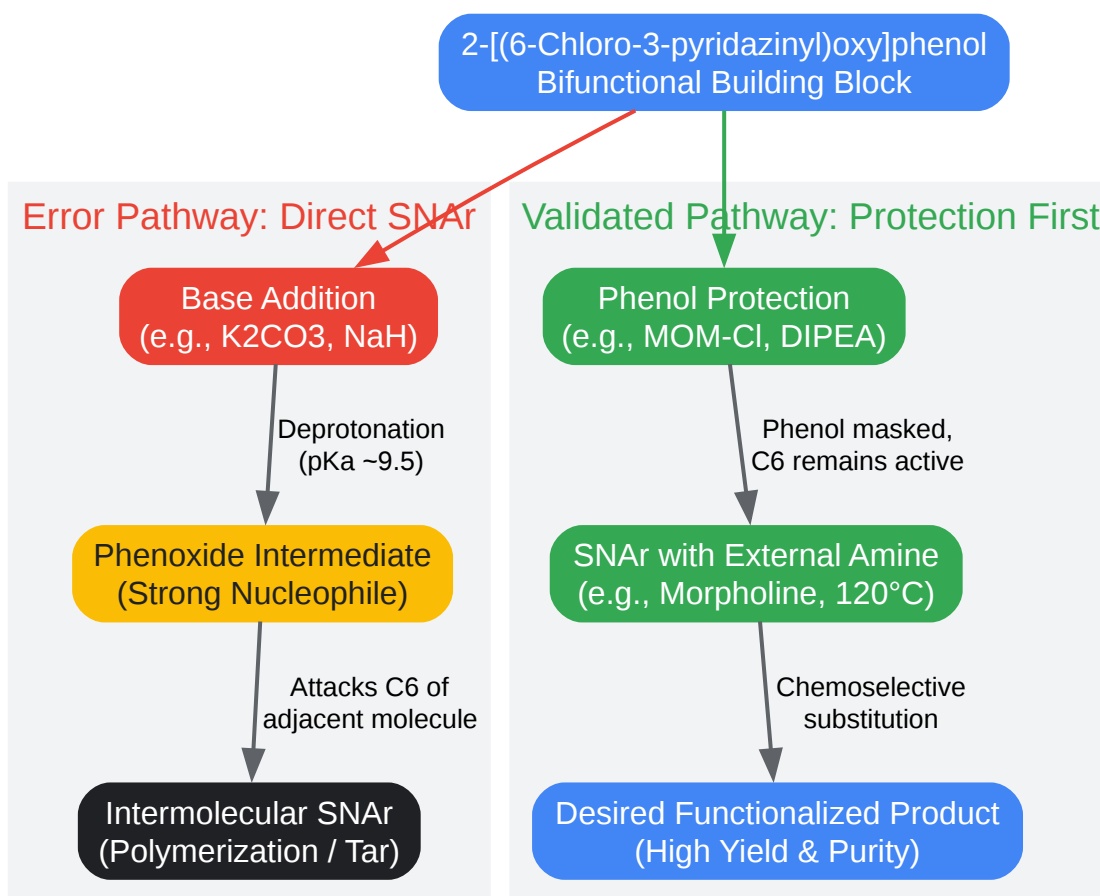 2-[(6-Chloro-3-pyridazinyl)oxy]phenol
Bifunctional Building Block
Error Pathway: Direct SNAr
Base Addition
(e.g., K2CO3, NaH)
Deprotonation
(pKa ~9.5)
Phenoxide Intermediate
(Strong Nucleophile)
Attacks C6 of
adjacent molecule
Intermolecular SNAr
(Polymerization / Tar)
Validated Pathway: Protection First
Phenol Protection
(e.g., MOM-Cl, DIPEA)
Phenol masked,
C6 remains active
SNAr with External Amine
(e.g., Morpholine, 120°C)
Chemoselective
substitution
Desired Functionalized Product
(High Yield & Purity)